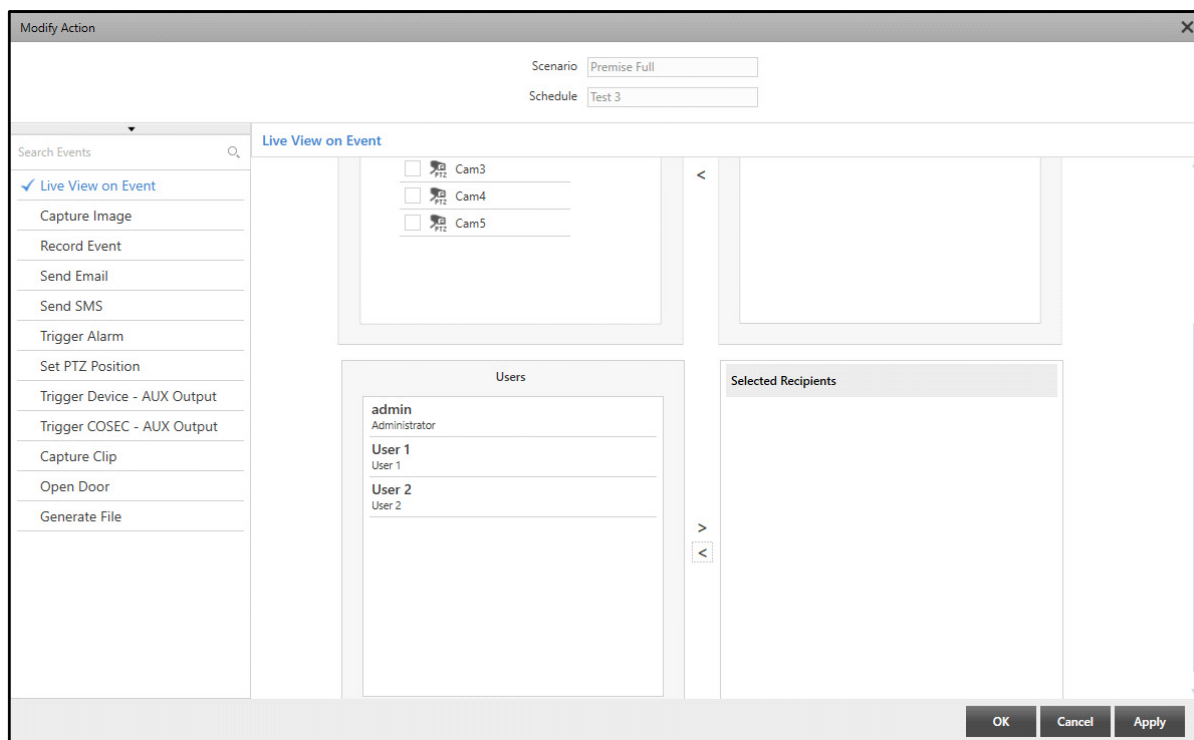 Modify Action
Scenario Premise Full
Schedule Test 3
Search Events
Live View on Event
Capture Image
Record Event
Send Email
Send SMS
Trigger Alarm
Set PTZ Position
Trigger Device - AUX Output
Trigger COSEC - AUX Output
Capture Clip
Open Door
Generate File
Live View on Event
PTZ Cam3
PTZ Cam4
PTZ Cam5
<
Users
admin
Administrator
User 1
User 1
User 2
User 2
>
<
Selected Recipients
OK Cancel Apply